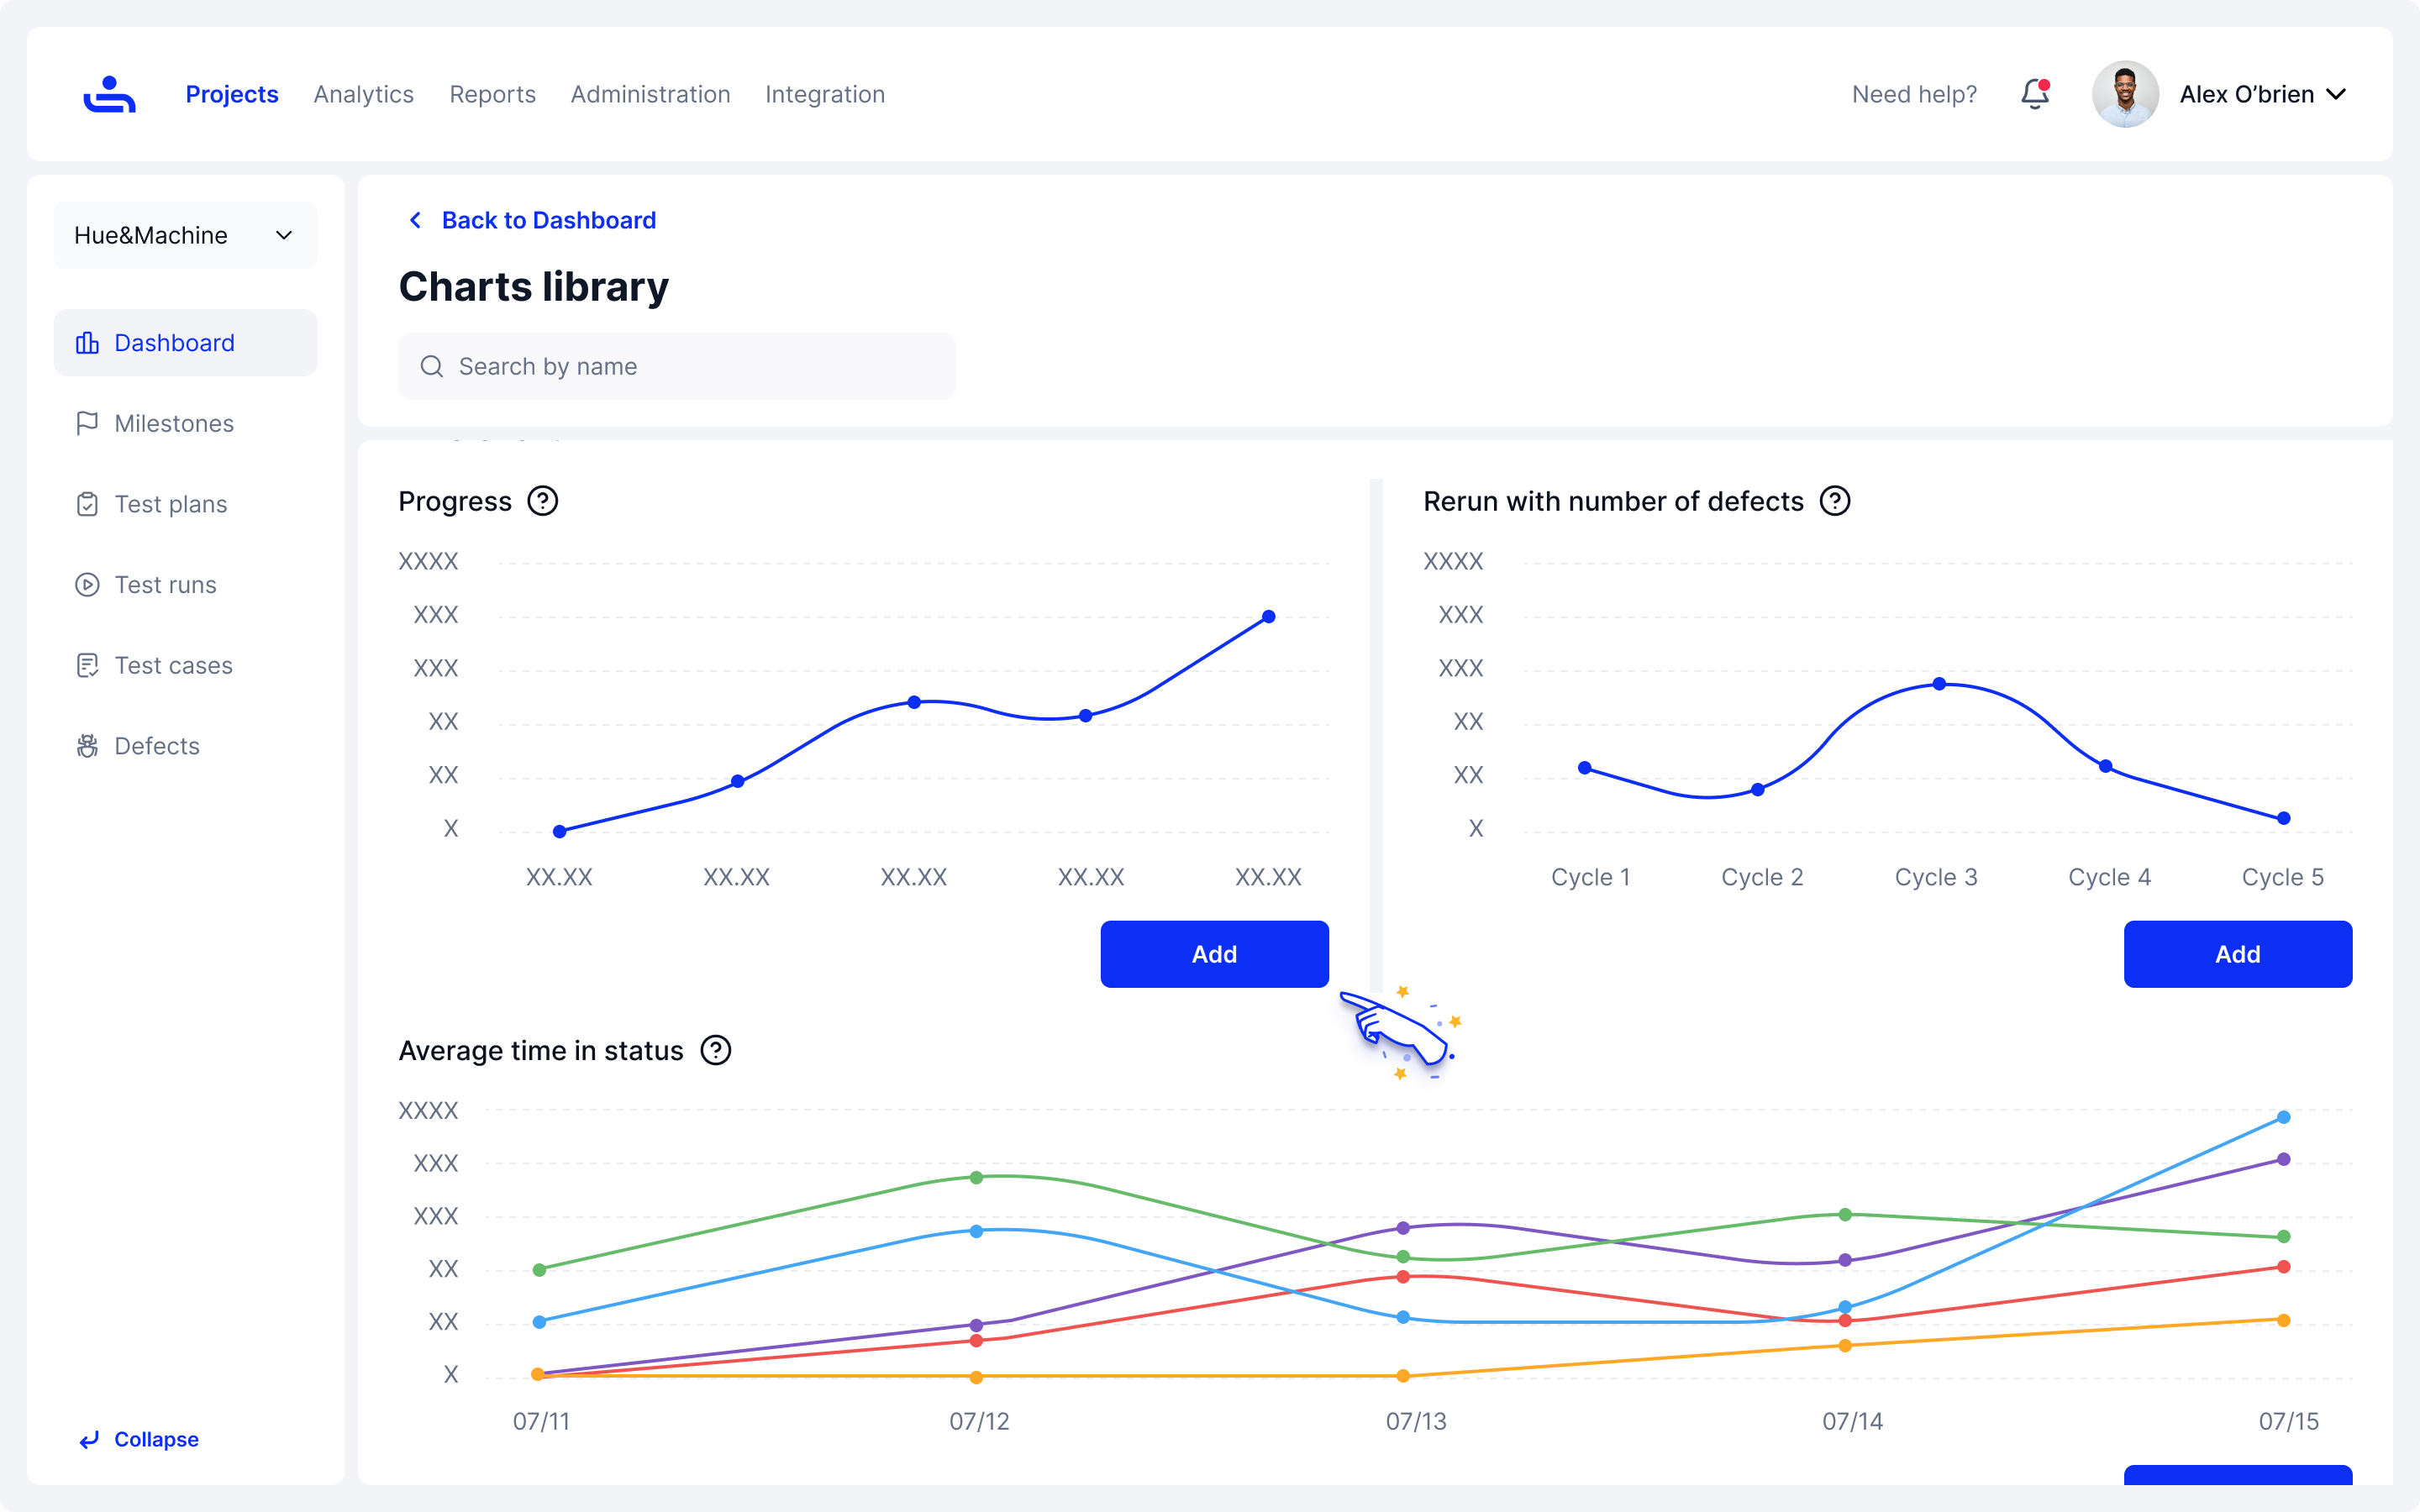 Projects Analytics Reports Administration Integration
Need help?
Alex O’brien
Hue&Machine
Dashboard
Milestones
Test plans
Test runs
Test cases
Defects
Collapse
Back to Dashboard
Charts library
Search by name
Progress ?
XXXX
XXX
XXX
XX
XX
X
XX.XX XX.XX XX.XX XX.XX XX.XX
Add
Rerun with number of defects ?
XXXX
XXX
XXX
XX
XX
X
Cycle 1 Cycle 2 Cycle 3 Cycle 4 Cycle 5
Add
Average time in status ?
XXXX
XXX
XXX
XX
XX
X
07/11 07/12 07/13 07/14 07/15